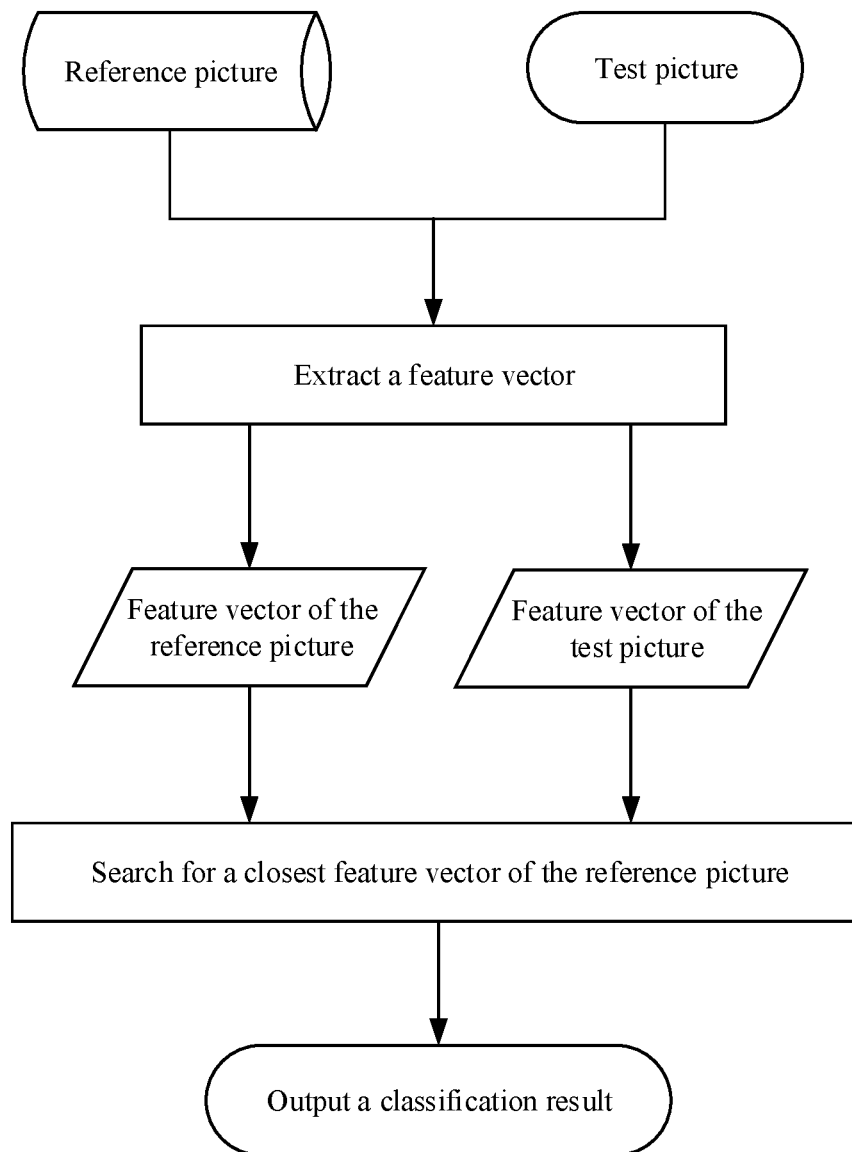 Reference picture
Test picture
Extract a feature vector
Feature vector of the
reference picture
Feature vector of the
test picture
Search for a closest feature vector of the reference picture
Output a classification result